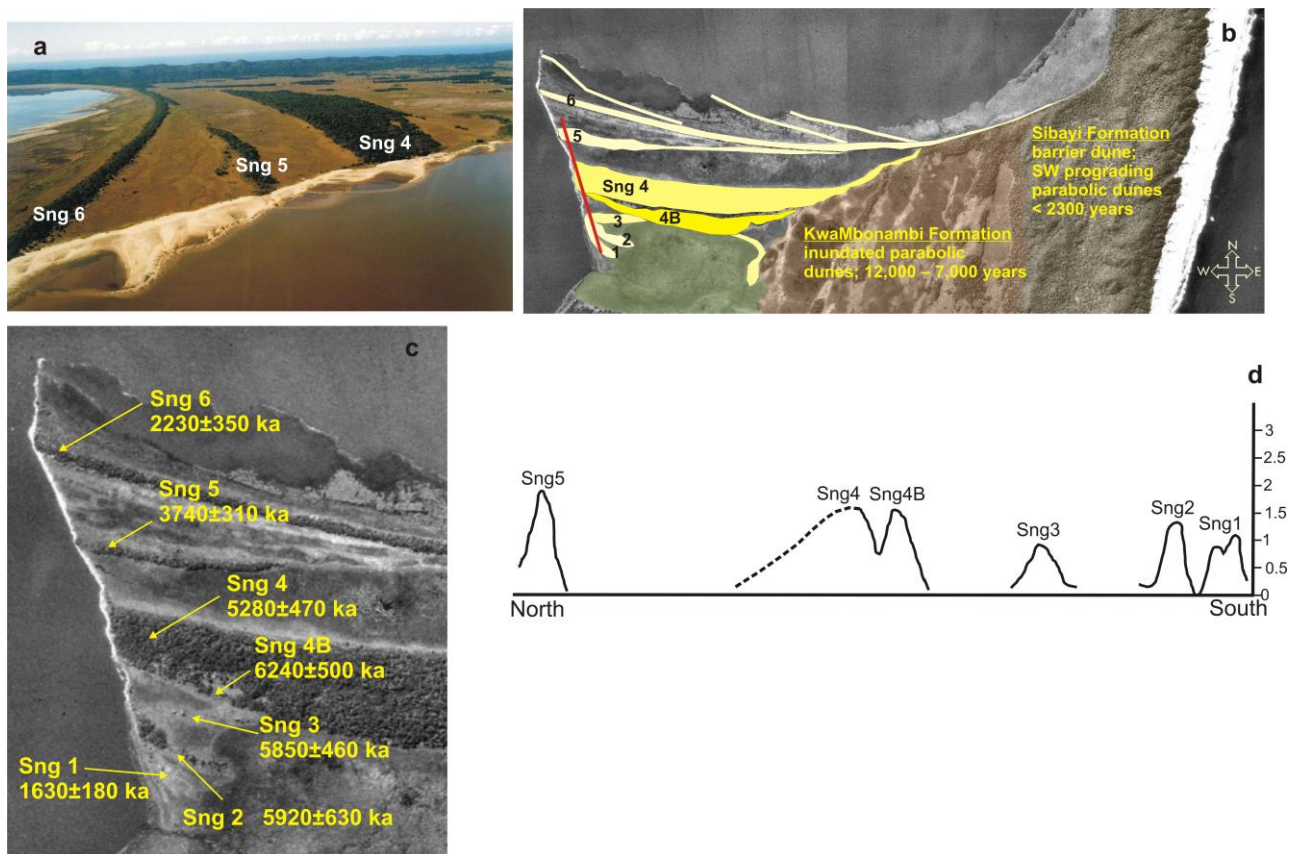 a
Sng 6
Sng 5
Sng 4
b
6
5
Sng 4
4B
3
2
1
Sibayi Formation
barrier dune;
SW prograding
parabolic dunes
< 2300 years
KwaMbonambi Formation
inundated parabolic
dunes; 12,000 – 7,000 years
N
W E
S
c
Sng 6
2230±350 ka
Sng 5
3740±310 ka
Sng 4
5280±470 ka
Sng 4B
6240±500 ka
Sng 3
5850±460 ka
Sng 1
1630±180 ka
Sng 2 5920±630 ka
d
3
2.5
2
1.5
1
0.5
0
Sng5
Sng4
Sng4B
Sng3
Sng2
Sng1
North
South